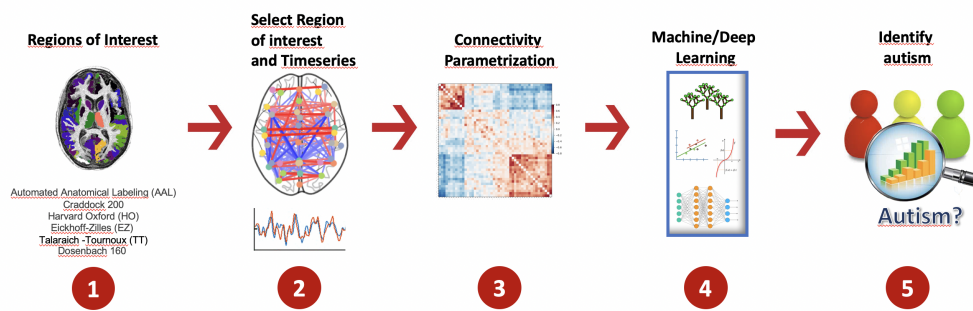 Regions of Interest
Automated Anatomical Labeling (AAL)
Craddock 200
Harvard Oxford (HO)
Eickhoff-Zilles (EZ)
Talaraich -Tournoux (TT)
Dosenbach 160
1
Select Region
of interest
and Timeseries
2
Connectivity
Parametrization
3
Machine/Deep
Learning
4
Identify
autism
Autism?
5